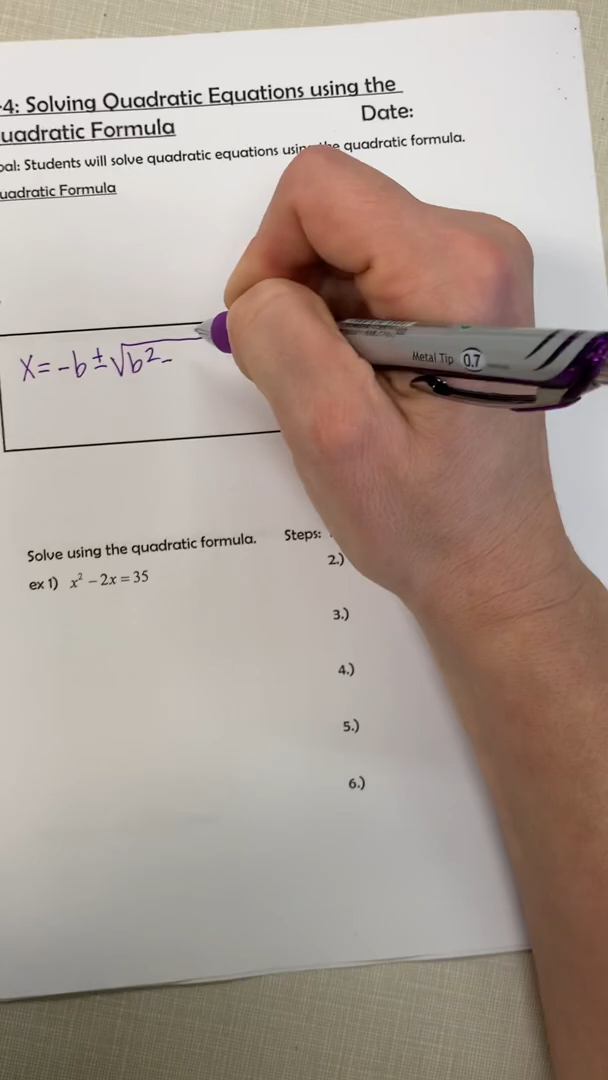 -4: Solving Quadratic Equations using the
uadratic Formula Date:
oal: Students will solve quadratic equations using the quadratic formula.
uadratic Formula
X = -b ± √b² -
Metal Tip 0.7
Solve using the quadratic formula. Steps:
ex 1) x² - 2x = 35
2.)
3.)
4.)
5.)
6.)